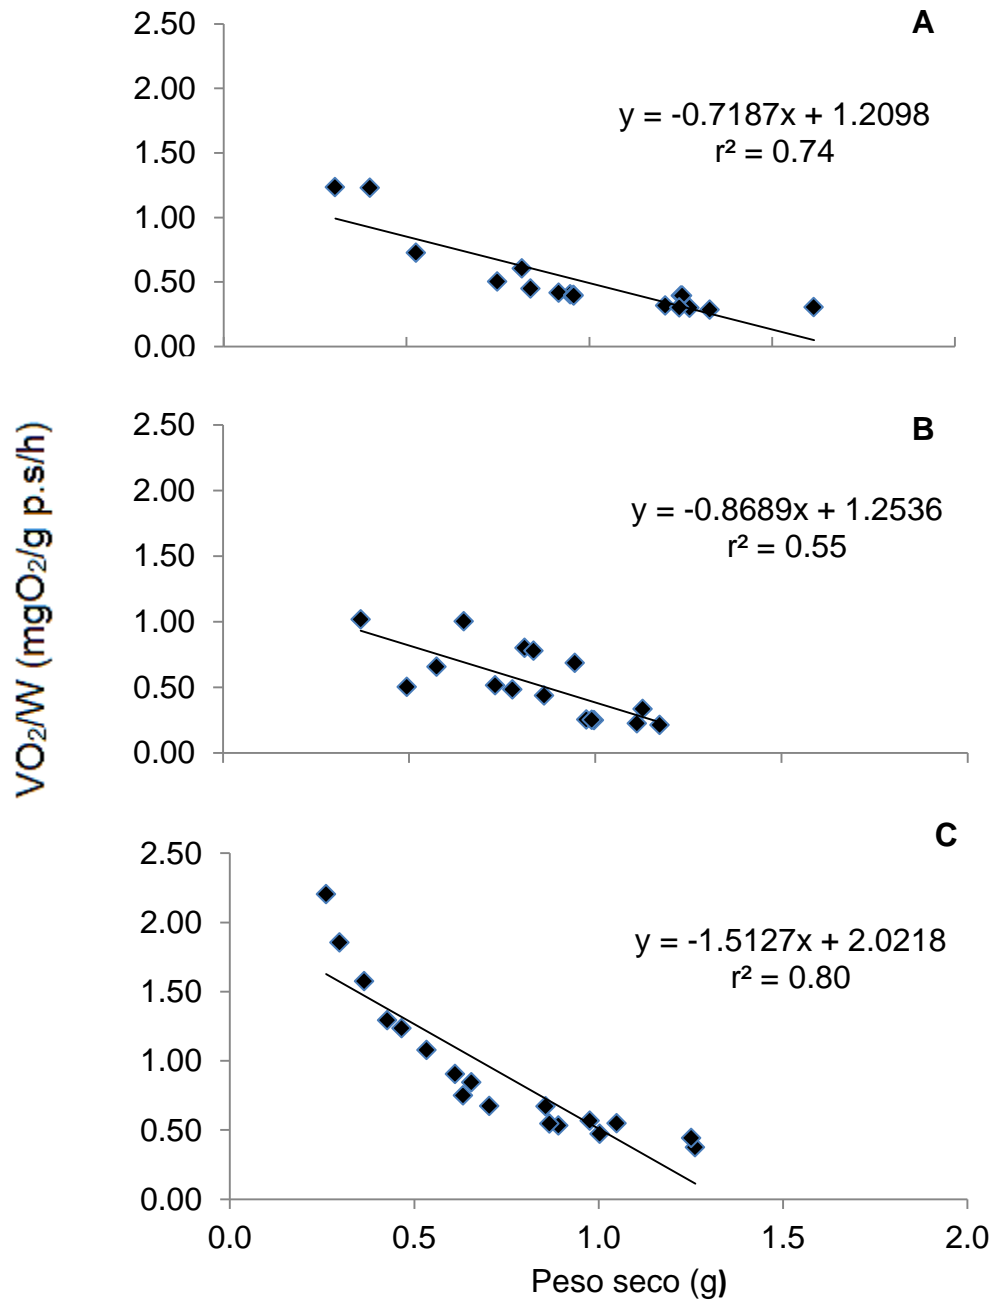 A
2.50
2.00
1.50
1.00
0.50
0.00
y = -0.7187x + 1.2098
r² = 0.74
B
2.50
2.00
1.50
1.00
0.50
0.00
y = -0.8689x + 1.2536
r² = 0.55
VO₂/W (mgO₂/g p.s/h)
C
2.50
2.00
1.50
1.00
0.50
0.00
y = -1.5127x + 2.0218
r² = 0.80
0.0 0.5 1.0 1.5 2.0
Peso seco (g)